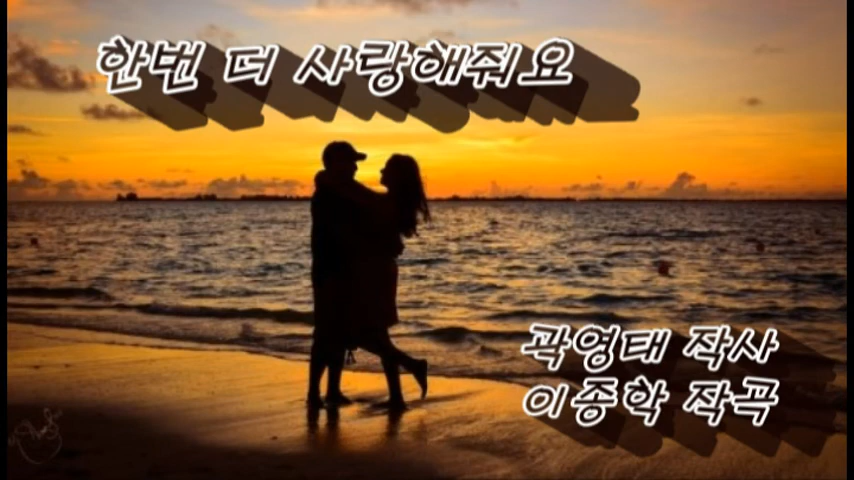 한번 더 사랑해줘요
곽영태 작사
이종학 작곡